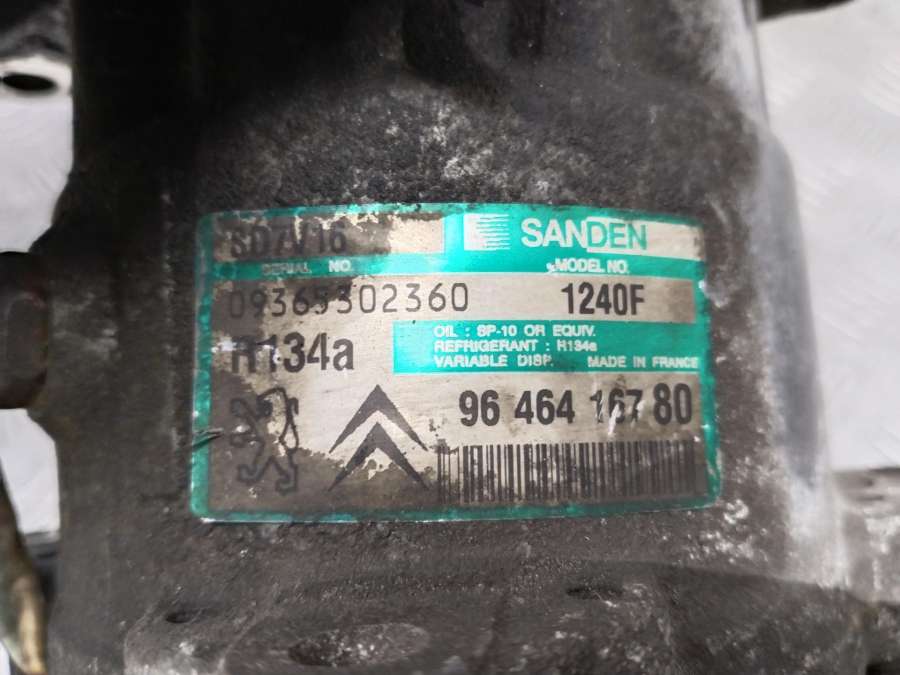 SD7V16
SANDEN
SERIAL NO.
MODEL NO.
09365302360
1240F
R134a
OIL : SP-10 OR EQUIV.
REFRIGERANT : R134a
VARIABLE DISP. MADE IN FRANCE
96 464 167 80